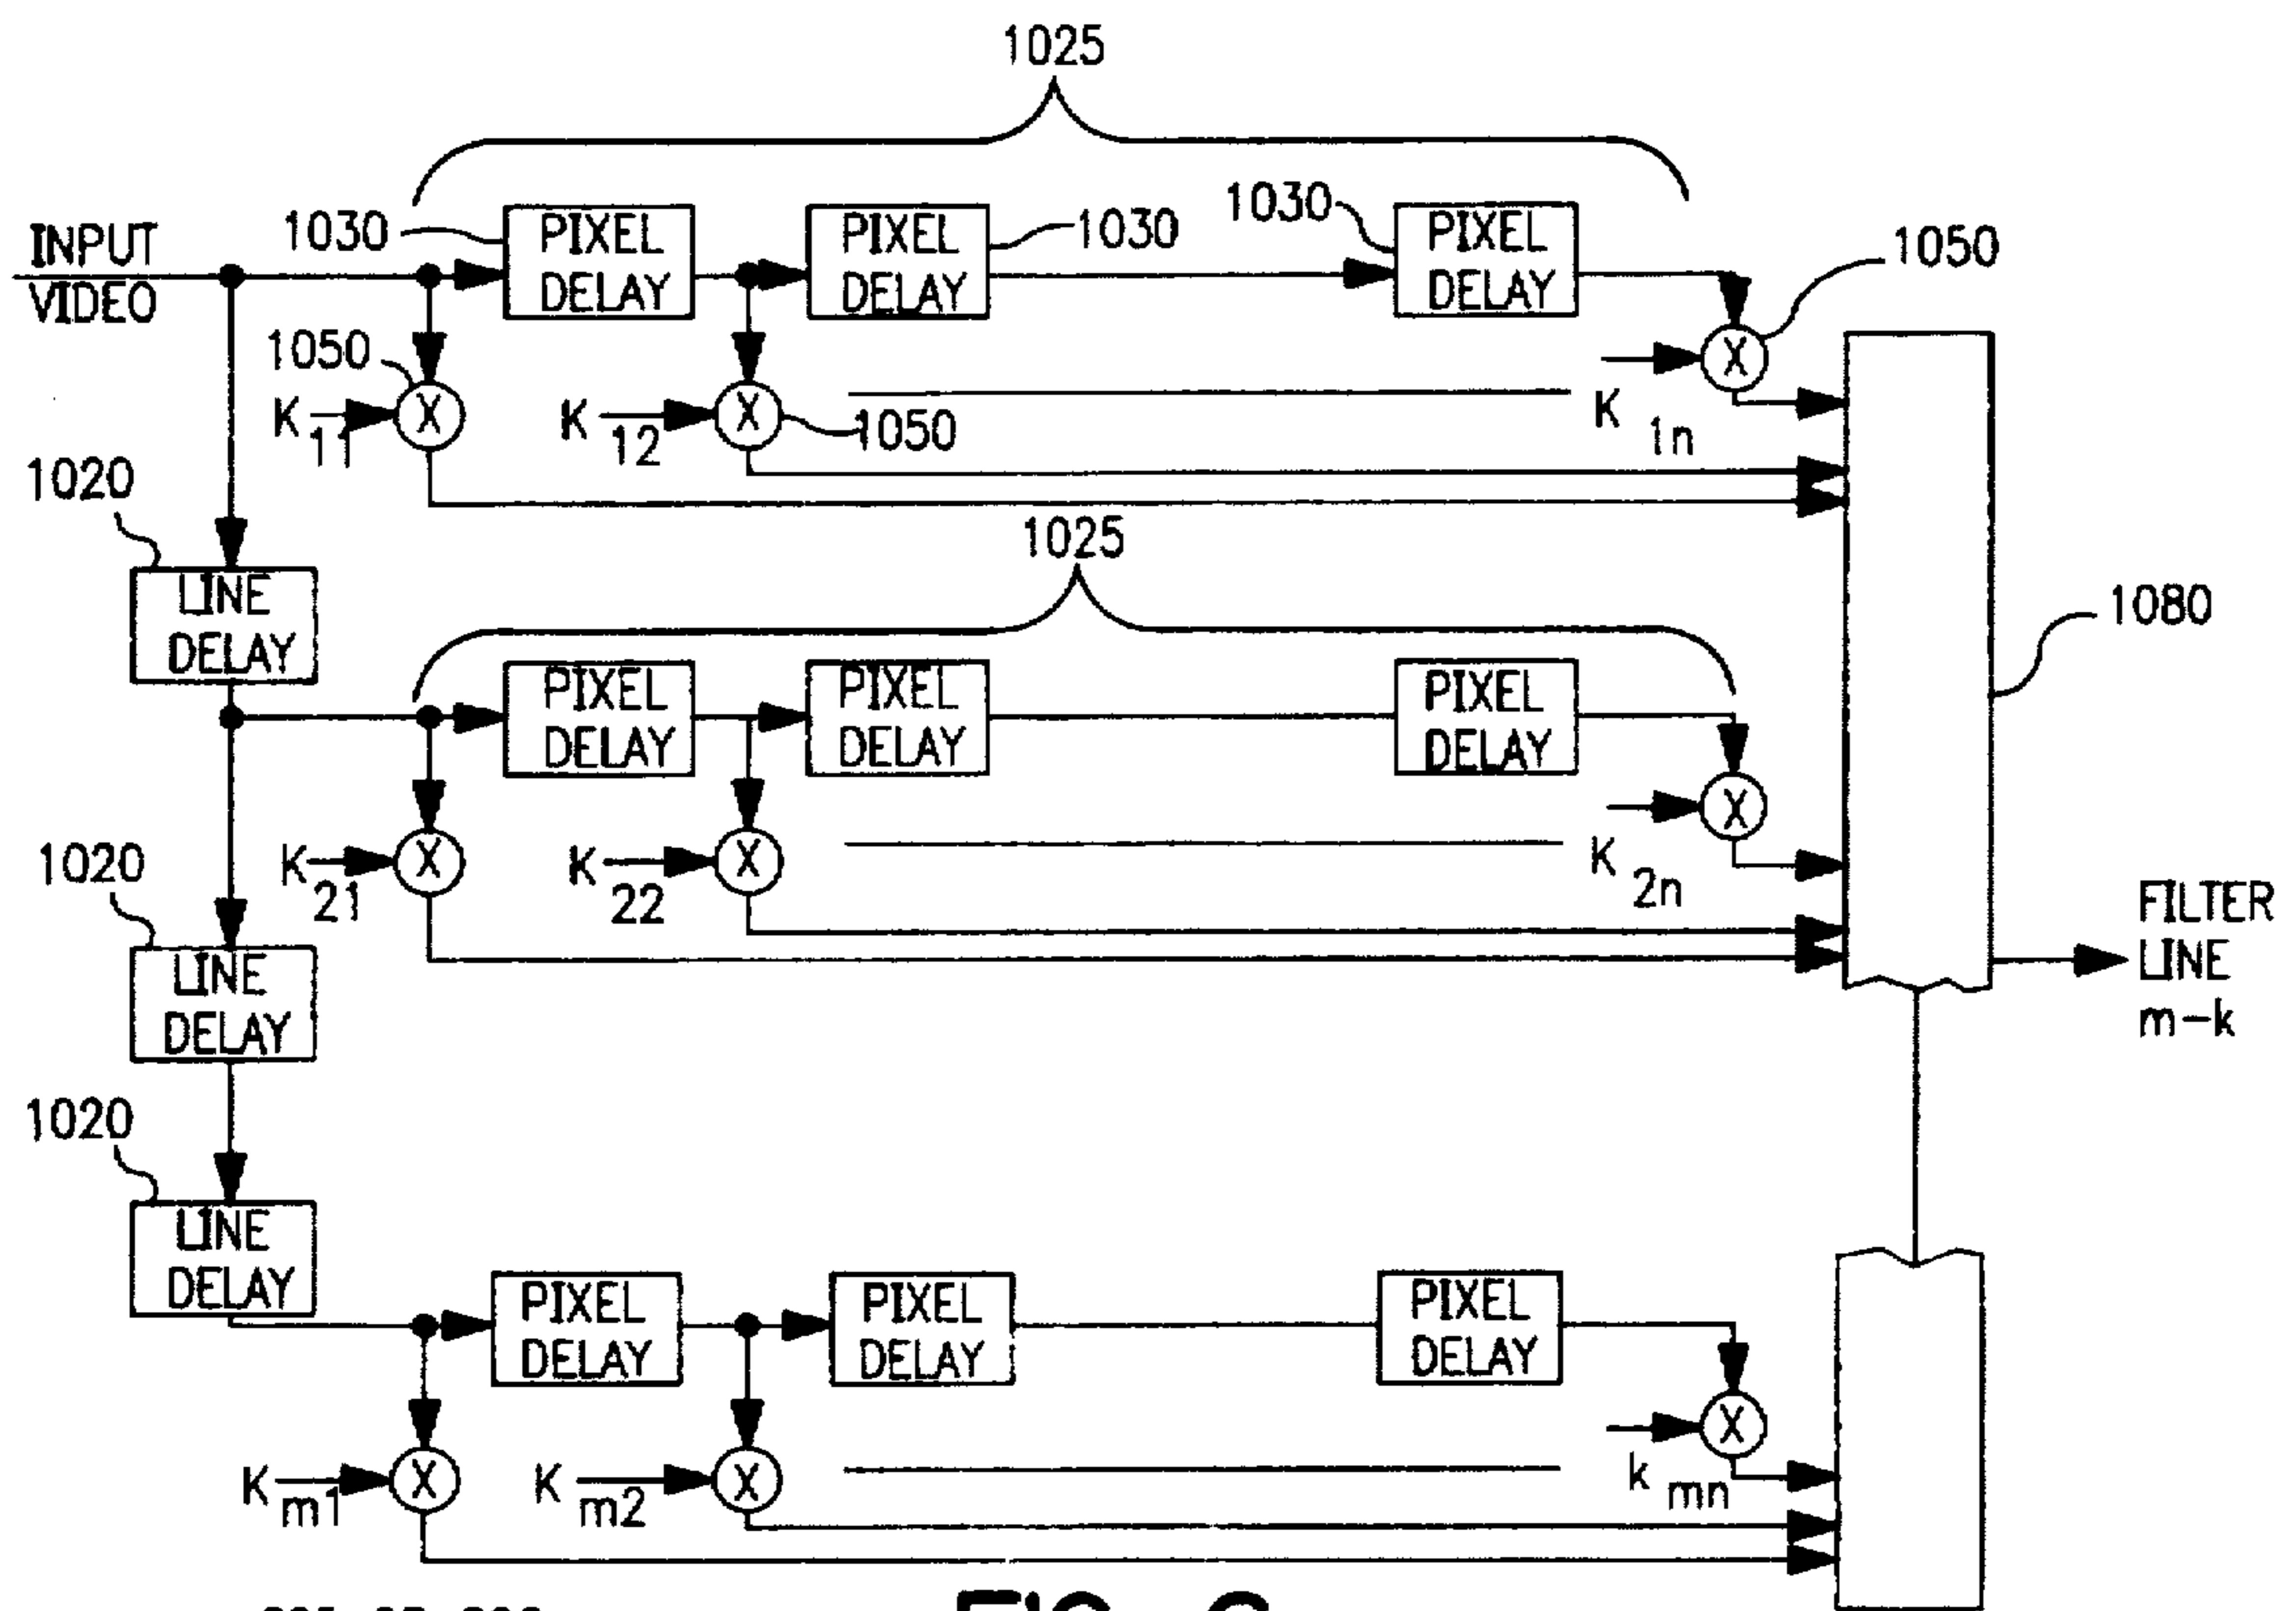 1025
INPUT
VIDEO
1030
PIXEL
DELAY
PIXEL
DELAY
1030
1030
PIXEL
DELAY
1050
1050
K 11
X
K 12
X
1050
K 1n
X
1020
LINE
DELAY
1025
1080
PIXEL
DELAY
PIXEL
DELAY
PIXEL
DELAY
K 21
X
K 22
X
K 2n
X
1020
LINE
DELAY
FILTER
LINE
m-k
1020
LINE
DELAY
PIXEL
DELAY
PIXEL
DELAY
PIXEL
DELAY
K m1
X
K m2
X
k mn
X